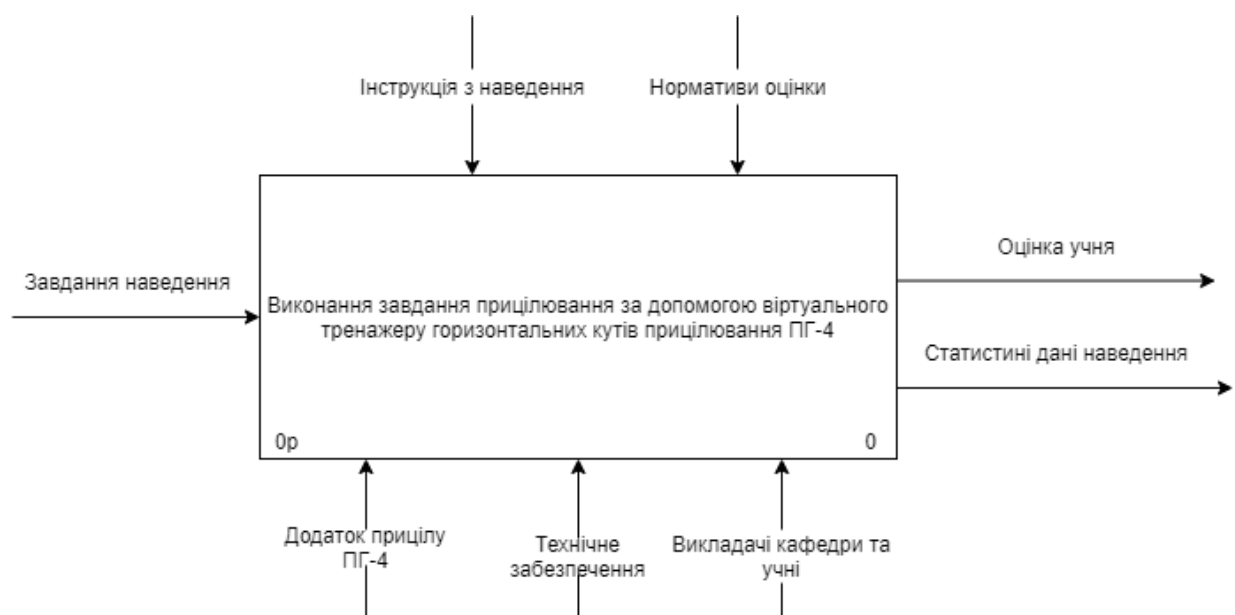 Інструкція з наведення
Нормативи оцінки
Завдання наведення
Виконання завдання прицілювання за допомогою віртуального
тренажеру горизонтальних кутів прицілювання ПГ-4
Оцінка учня
Статистині дані наведення
0р
0
Додаток прицілу
ПГ-4
Технічне
забезпечення
Викладачі кафедри та
учні